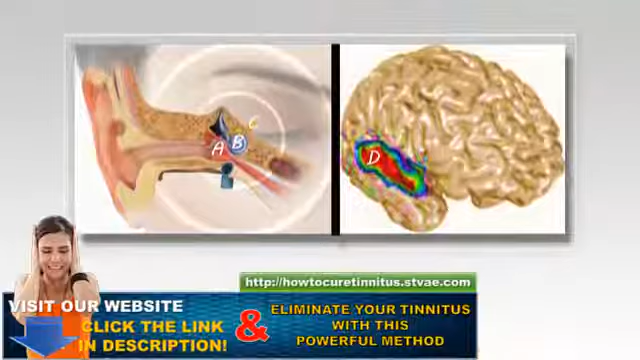 A
B
C
D
http://howtocuretinnitus.stvae.com
VISIT OUR WEBSITE
CLICK THE LINK
IN DESCRIPTION!
&
ELIMINATE YOUR TINNITUS
WITH THIS
POWERFUL METHOD